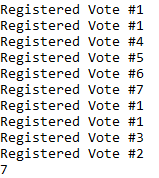 Registered Vote #1
Registered Vote #1
Registered Vote #4
Registered Vote #5
Registered Vote #6
Registered Vote #7
Registered Vote #1
Registered Vote #1
Registered Vote #3
Registered Vote #2
7